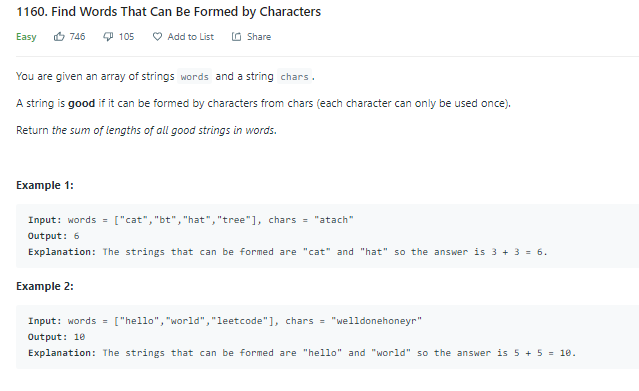 1160. Find Words That Can Be Formed by Characters
Easy 746 105 Add to List Share
You are given an array of strings words and a string chars .
A string is good if it can be formed by characters from chars (each character can only be used once).
Return the sum of lengths of all good strings in words.
Example 1:
Input: words = ["cat","bt","hat","tree"], chars = "atach"
Output: 6
Explanation: The strings that can be formed are "cat" and "hat" so the answer is 3 + 3 = 6.
Example 2:
Input: words = ["hello","world","leetcode"], chars = "welldonehoneyr"
Output: 10
Explanation: The strings that can be formed are "hello" and "world" so the answer is 5 + 5 = 10.